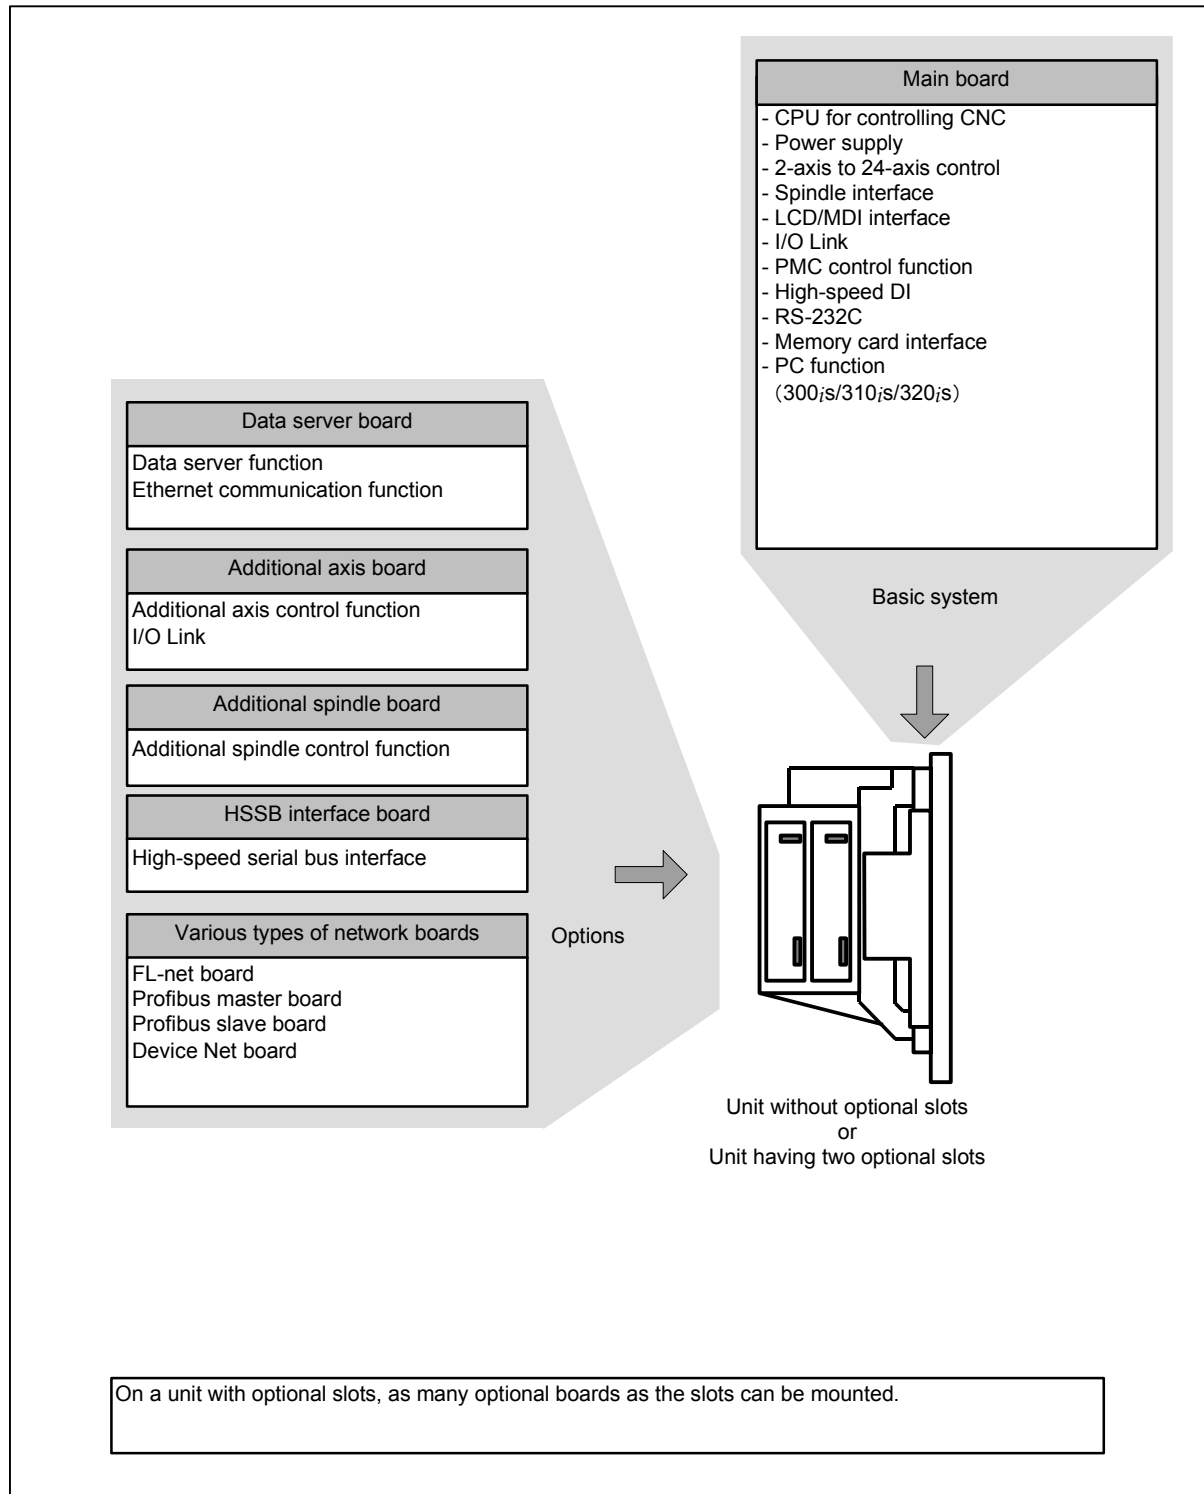 Main board
- CPU for controlling CNC
- Power supply
- 2-axis to 24-axis control
- Spindle interface
- LCD/MDI interface
- I/O Link
- PMC control function
- High-speed DI
- RS-232C
- Memory card interface
- PC function
（300is/310is/320is）
Basic system
Data server board
Data server function
Ethernet communication function
Additional axis board
Additional axis control function
I/O Link
Additional spindle board
Additional spindle control function
HSSB interface board
High-speed serial bus interface
Various types of network boards
FL-net board
Profibus master board
Profibus slave board
Device Net board
Options
Unit without optional slots
or
Unit having two optional slots
On a unit with optional slots, as many optional boards as the slots can be mounted.